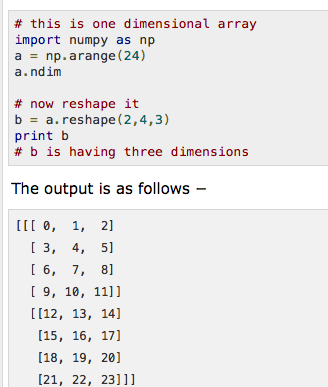 # this is one dimensional array
import numpy as np
a = np.arange(24)
a.ndim
# now reshape it
b = a.reshape(2,4,3)
print b
# b is having three dimensions
The output is as follows −
[[[ 0, 1, 2]
[ 3, 4, 5]
[ 6, 7, 8]
[ 9, 10, 11]]
[[12, 13, 14]
[15, 16, 17]
[18, 19, 20]
[21, 22, 23]]]